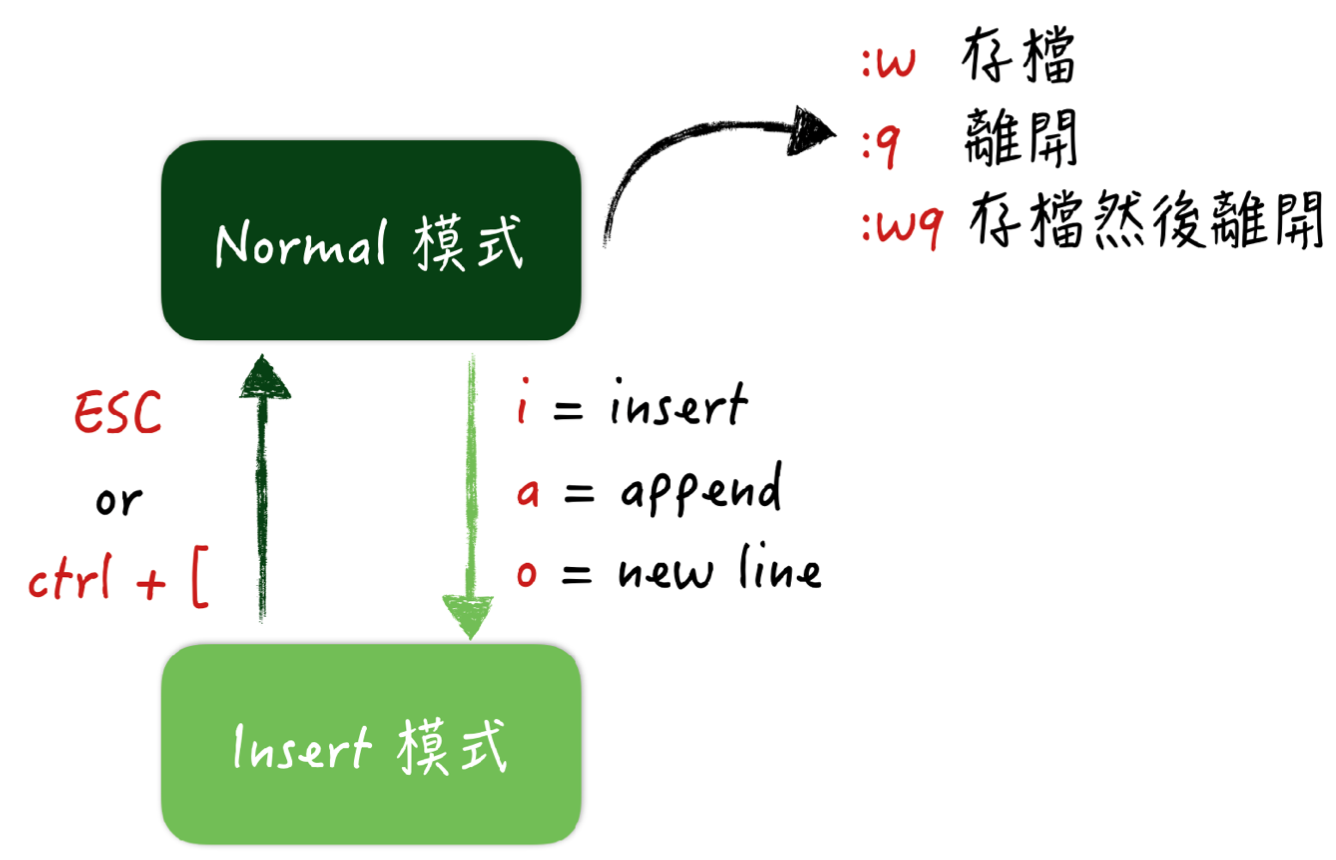 :w 存檔
:q 離開
:wq 存檔然後離開
Normal 模式
ESC
or
ctrl + [
i = insert
a = append
o = new line
Insert 模式